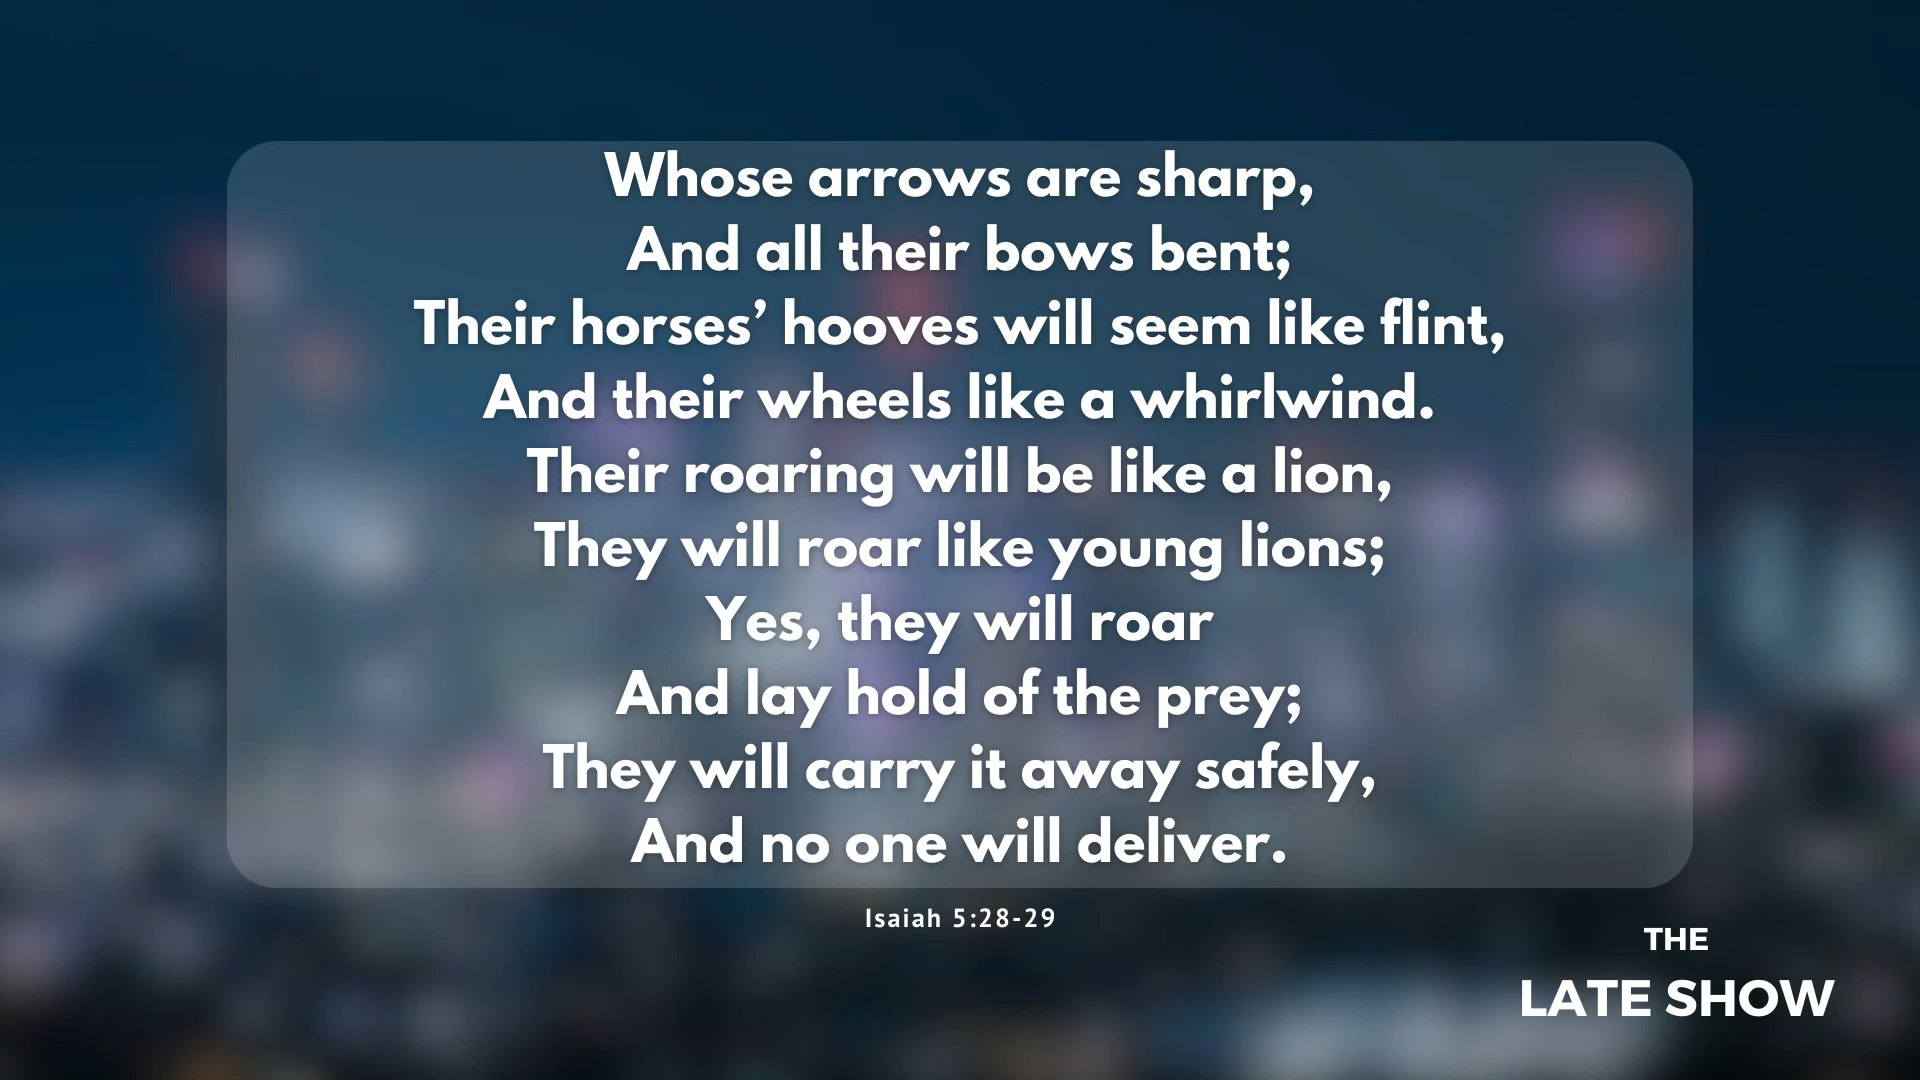 Whose arrows are sharp,
And all their bows bent;
Their horses’ hooves will seem like flint,
And their wheels like a whirlwind.
Their roaring will be like a lion,
They will roar like young lions;
Yes, they will roar
And lay hold of the prey;
They will carry it away safely,
And no one will deliver.
Isaiah 5:28-29
THE
LATE SHOW